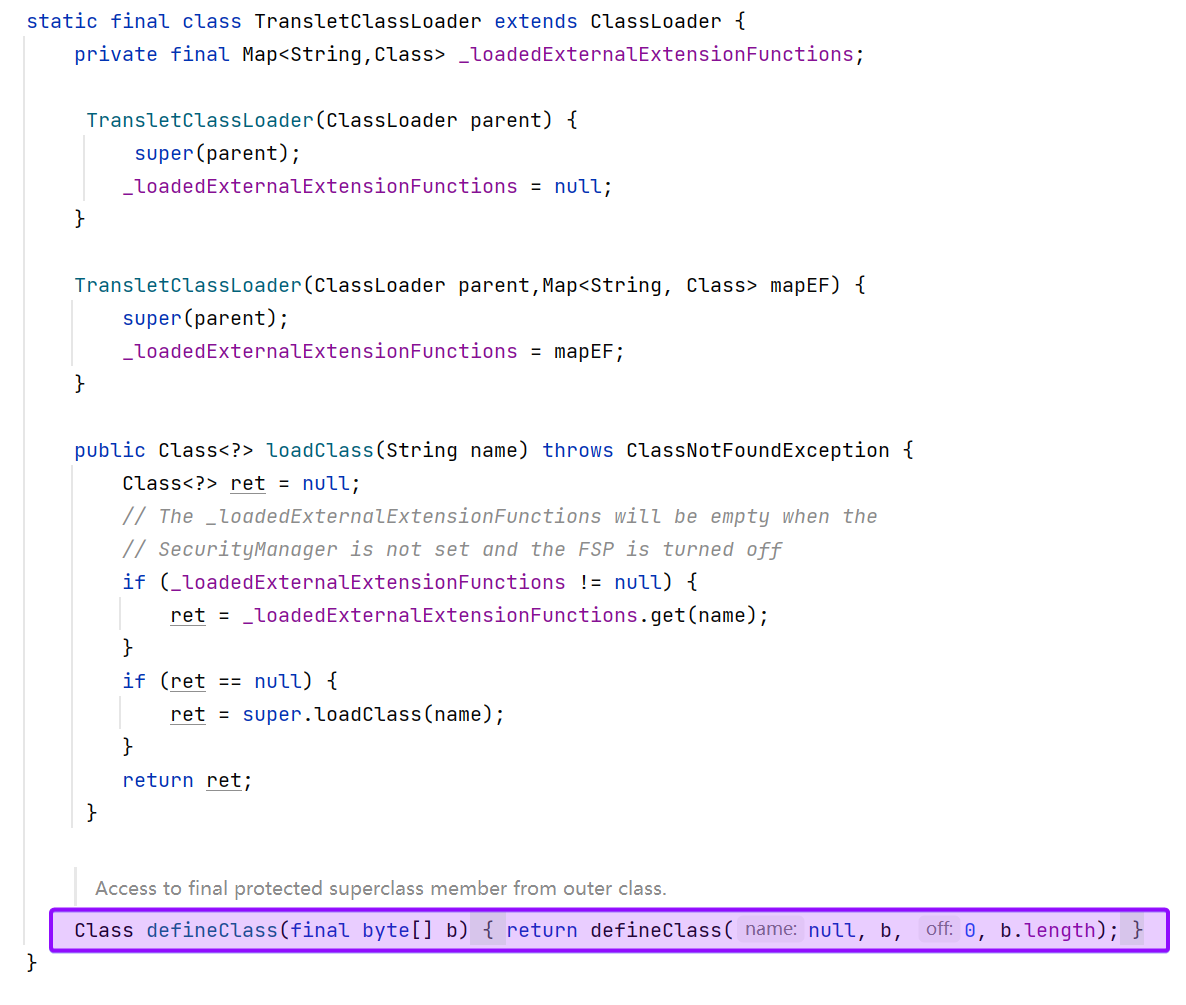 static final class TransletClassLoader extends ClassLoader {
private final Map<String,Class> _loadedExternalExtensionFunctions;
TransletClassLoader(ClassLoader parent) {
super(parent);
_loadedExternalExtensionFunctions = null;
}
TransletClassLoader(ClassLoader parent,Map<String, Class> mapEF) {
super(parent);
_loadedExternalExtensionFunctions = mapEF;
}
public Class<?> loadClass(String name) throws ClassNotFoundException {
Class<?> ret = null;
// The _loadedExternalExtensionFunctions will be empty when the
// SecurityManager is not set and the FSP is turned off
if (_loadedExternalExtensionFunctions != null) {
ret = _loadedExternalExtensionFunctions.get(name);
}
if (ret == null) {
ret = super.loadClass(name);
}
return ret;
}
Access to final protected superclass member from outer class.
Class defineClass(final byte[] b) { return defineClass( name: null, b, off: 0, b.length); }
}